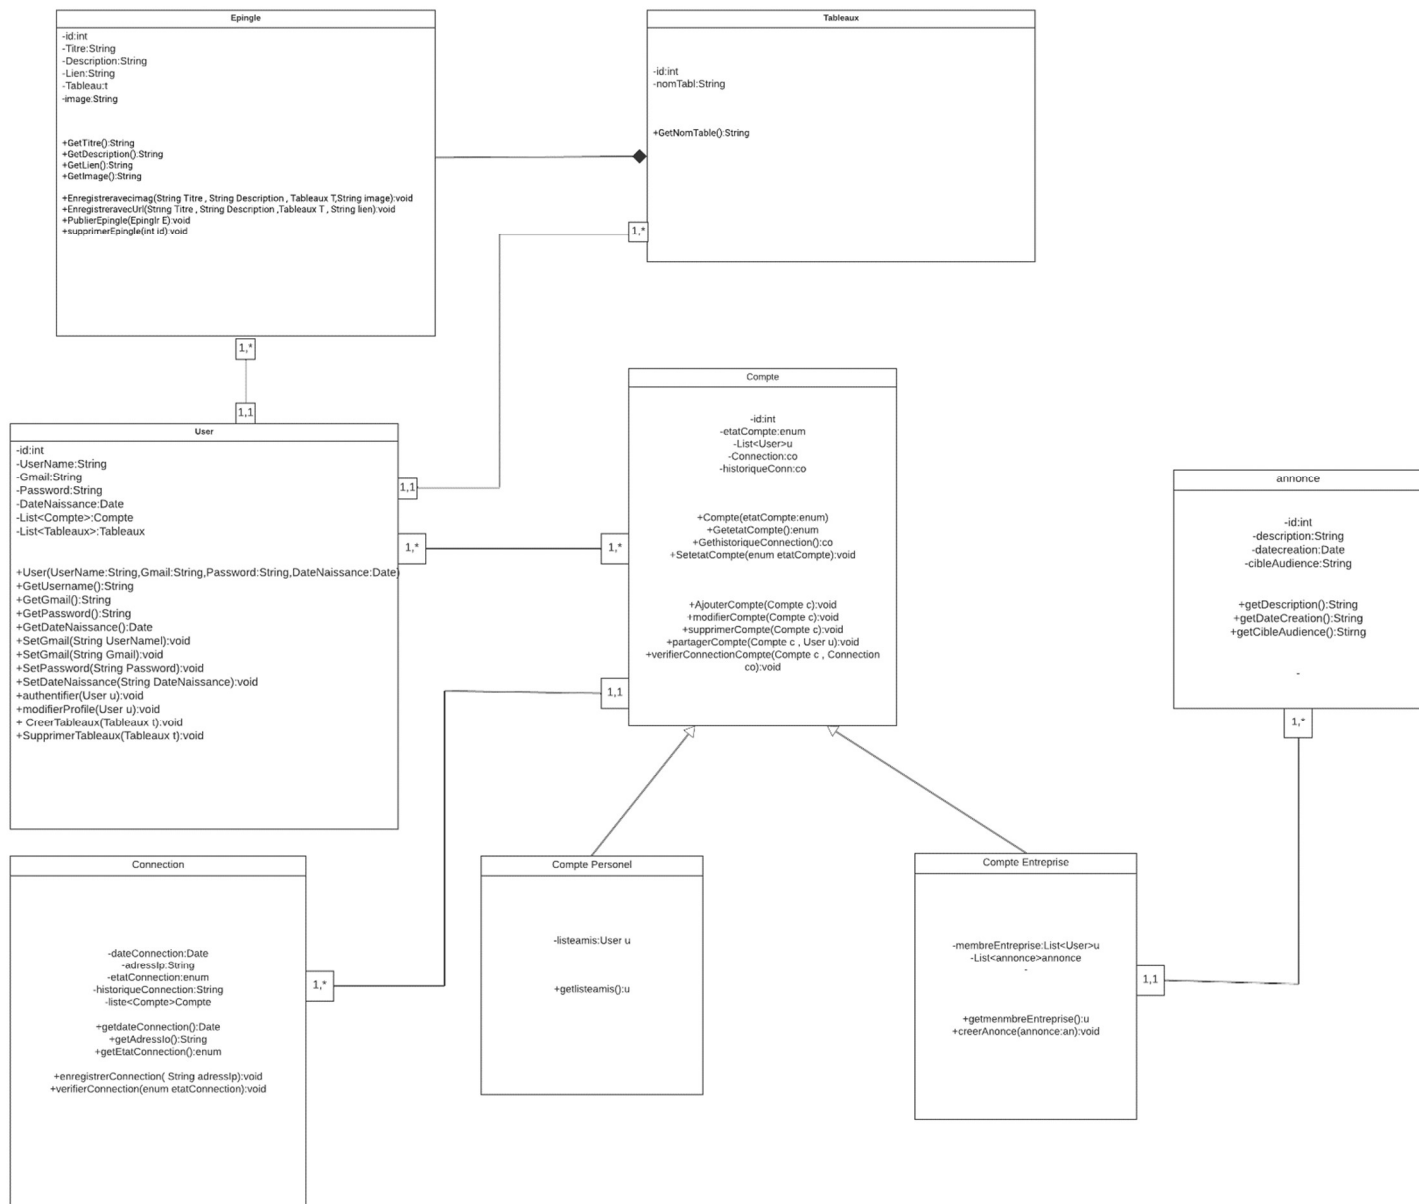 Epingle
-id:int
-Titre:String
-Description:String
-Lien:String
-Tableau:t
-image:String
+GetTitre():String
+GetDescription():String
+GetLien():String
+GetImage():String
+Enregistreravecimag(String Titre , String Description , Tableaux T,String image):void
+EnregistreravecUrl(String Titre , String Description ,Tableaux T , String lien):void
+PublierEpingle(Epinglr E):void
+supprimerEpingle(int id):void
Tableaux
-id:int
-nomTabl:String
+GetNomTable():String
1,*
1,*
1,1
User
-id:int
-UserName:String
-Gmail:String
-Password:String
-DateNaissance:Date
-List<Compte>:Compte
-List<Tableaux>:Tableaux
+User(UserName:String,Gmail:String,Password:String,DateNaissance:Date)
+GetUsername():String
+GetGmail():String
+GetPassword():String
+GetDateNaissance():Date
+SetGmail(String UserNamel):void
+SetGmail(String Gmail):void
+SetPassword(String Password):void
+SetDateNaissance(String DateNaissance):void
+authentifier(User u):void
+modifierProfile(User u):void
+ CreerTableaux(Tableaux t):void
+SupprimerTableaux(Tableaux t):void
1,1
1,*
1,*
Compte
-id:int
-etatCompte:enum
-List<User>u
-Connection:co
-historiqueConn:co
+Compte(etatCompte:enum)
+GetetatCompte():enum
+GethistoriqueConnection():co
+SetetatCompte(enum etatCompte):void
+AjouterCompte(Compte c):void
+modifierCompte(Compte c):void
+supprimerCompte(Compte c):void
+partagerCompte(Compte c , User u):void
+verifierConnectionCompte(Compte c , Connection
co):void
1,1
annonce
-id:int
-description:String
-datecreation:Date
-cibleAudience:String
+getDescription():String
+getDateCreation():String
+getCibleAudience():Stirng
-
1,*
Connection
-dateConnection:Date
-adressIp:String
-etatConnection:enum
-historiqueConnection:String
-liste<Compte>Compte
+getdateConnection():Date
+getAdressIo():String
+getEtatConnection():enum
+enregistrerConnection( String adressIp):void
+verifierConnection(enum etatConnection):void
1,*
Compte Personel
-listeamis:User u
+getlisteamis():u
Compte Entreprise
-membreEntreprise:List<User>u
-List<annonce>annonce
-
+getmenmbreEntreprise():u
+creerAnonce(annonce:an):void
1,1